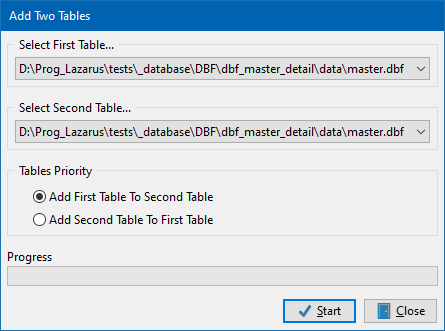 Add Two Tables
Select First Table...
D:\Prog_Lazarus\tests\_database\DBF\dbf_master_detail\data\master.dbf
Select Second Table...
D:\Prog_Lazarus\tests\_database\DBF\dbf_master_detail\data\master.dbf
Tables Priority
Add First Table To Second Table
Add Second Table To First Table
Progress
Start Close